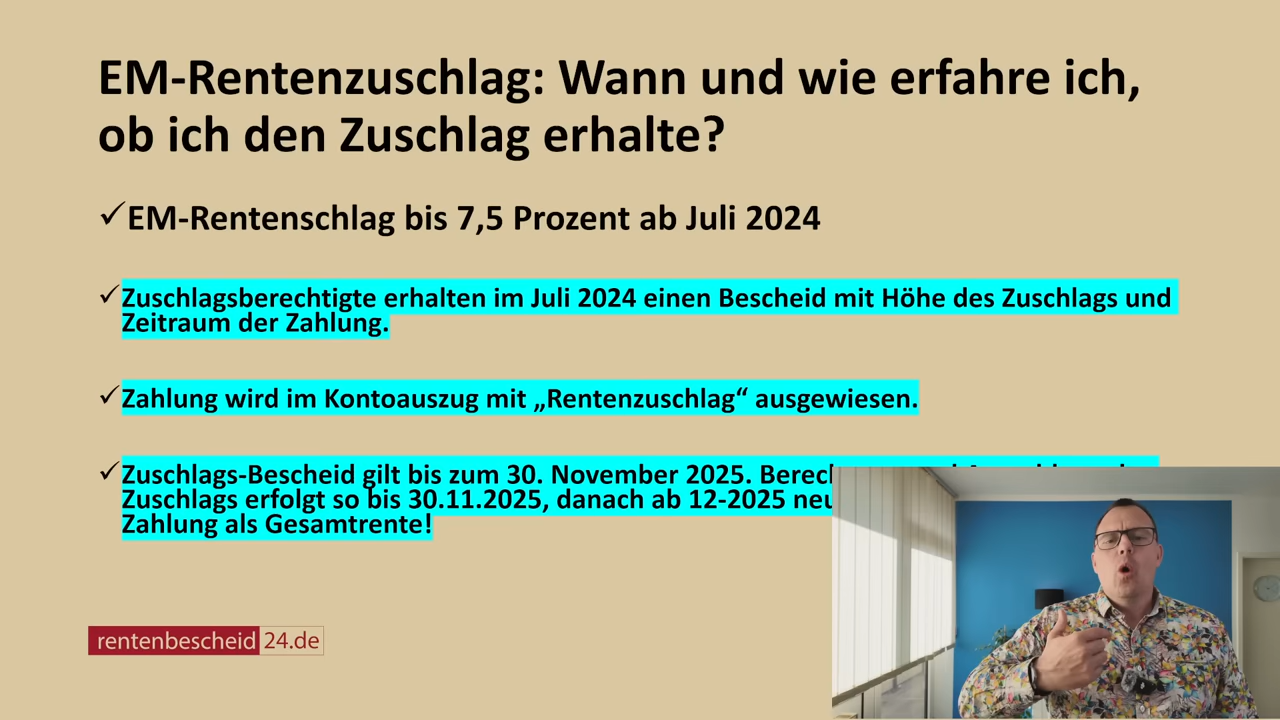 EM-Rentenzuschlag: Wann und wie erfahre ich,
ob ich den Zuschlag erhalte?
EM-Rentenschlag bis 7,5 Prozent ab Juli 2024
Zuschlagsberechtigte erhalten im Juli 2024 einen Bescheid mit Höhe des Zuschlags und
Zeitraum der Zahlung.
Zahlung wird im Kontoauszug mit „Rentenzuschlag“ ausgewiesen.
Zuschlags-Bescheid gilt bis zum 30. November 2025.
Zuschlags erfolgt so bis 30.11.2025, danach ab 12-2025
Zahlung als Gesamtrente!
rentenbescheid 24.de